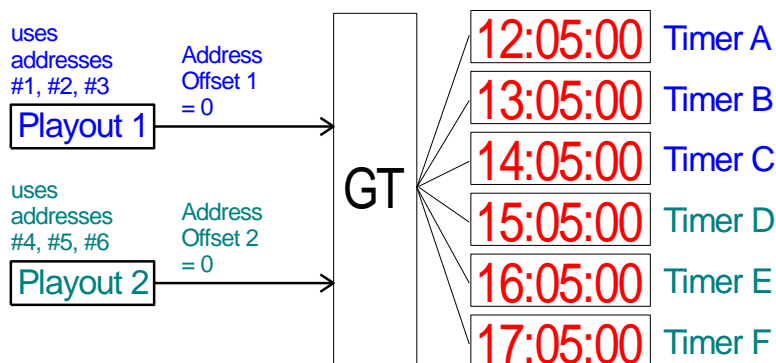 uses
addresses
#1, #2, #3
Playout 1
Address
Offset 1
= 0
uses
addresses
#4, #5, #6
Playout 2
Address
Offset 2
= 0
GT
12:05:00 Timer A
13:05:00 Timer B
14:05:00 Timer C
15:05:00 Timer D
16:05:00 Timer E
17:05:00 Timer F